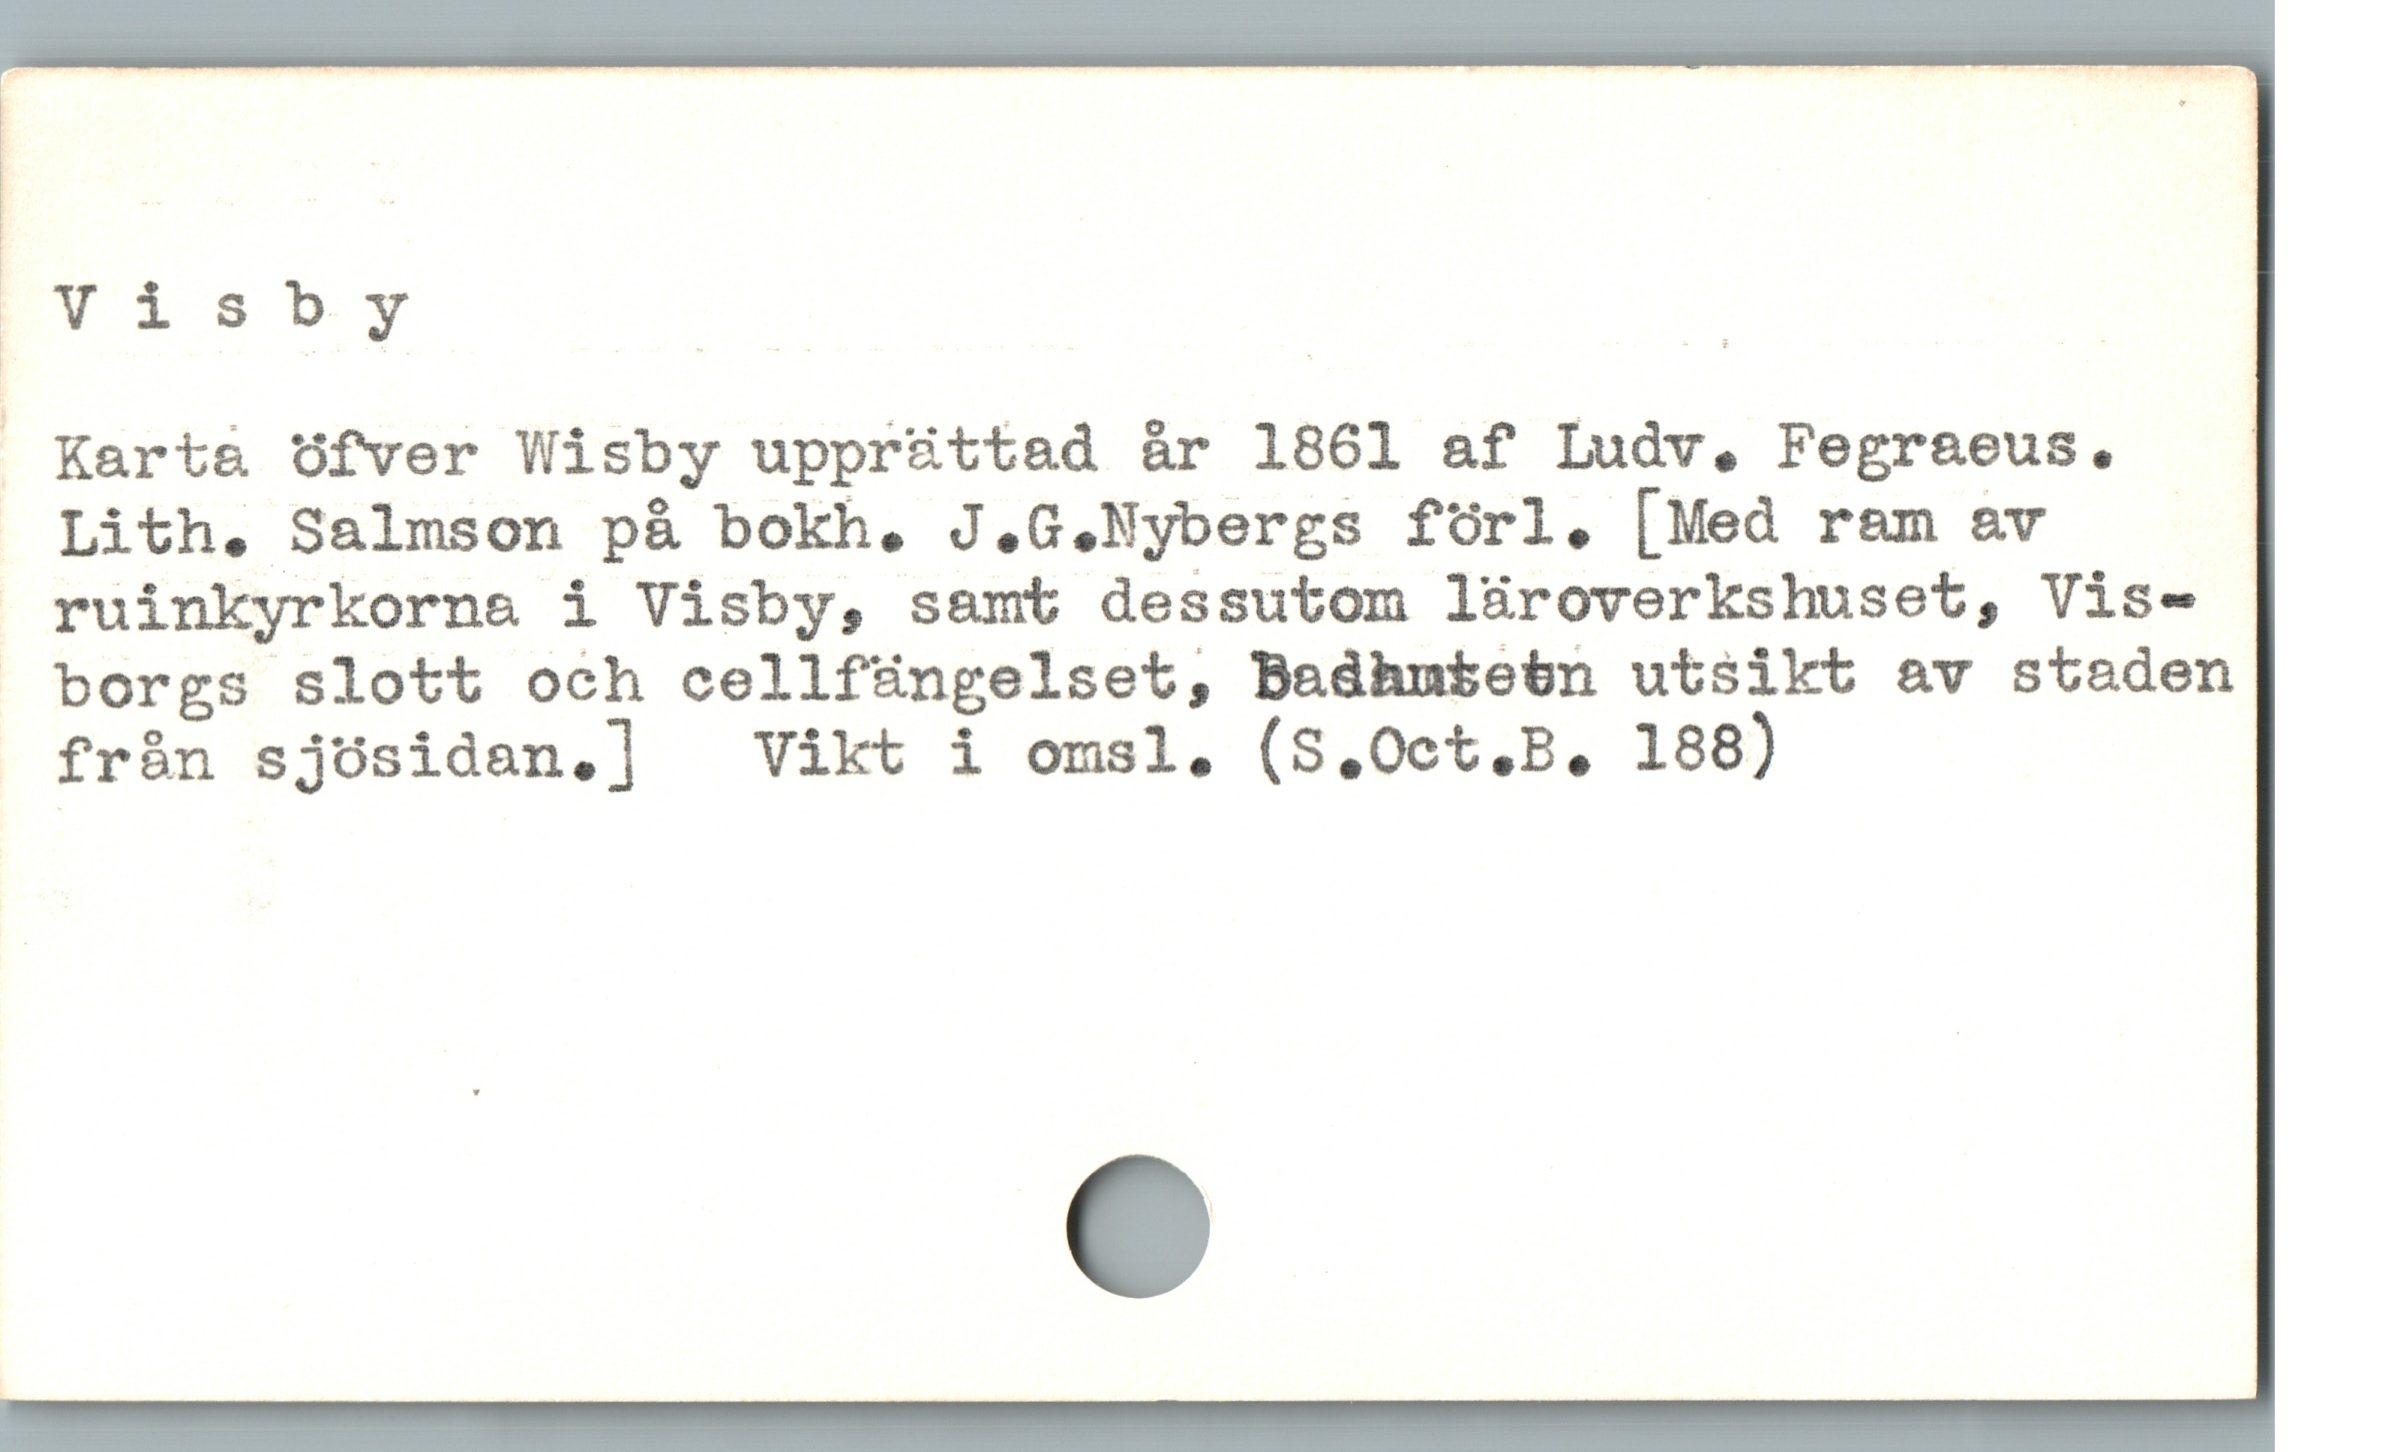 V i s b y
Karta öfver Wisby upprättad år 1861 af Ludv. Fegraeus.
Lith. Salmson på bokh. J.G.Nybergs förl. [Med ram av
ruinkyrkorna i Visby, samt dessutom läroverkshuset, Vis-
borgs slott och cellfängelset, utsikt av staden
från sjösidan.] Vikt i omsl. (S.Oct.B. 188)